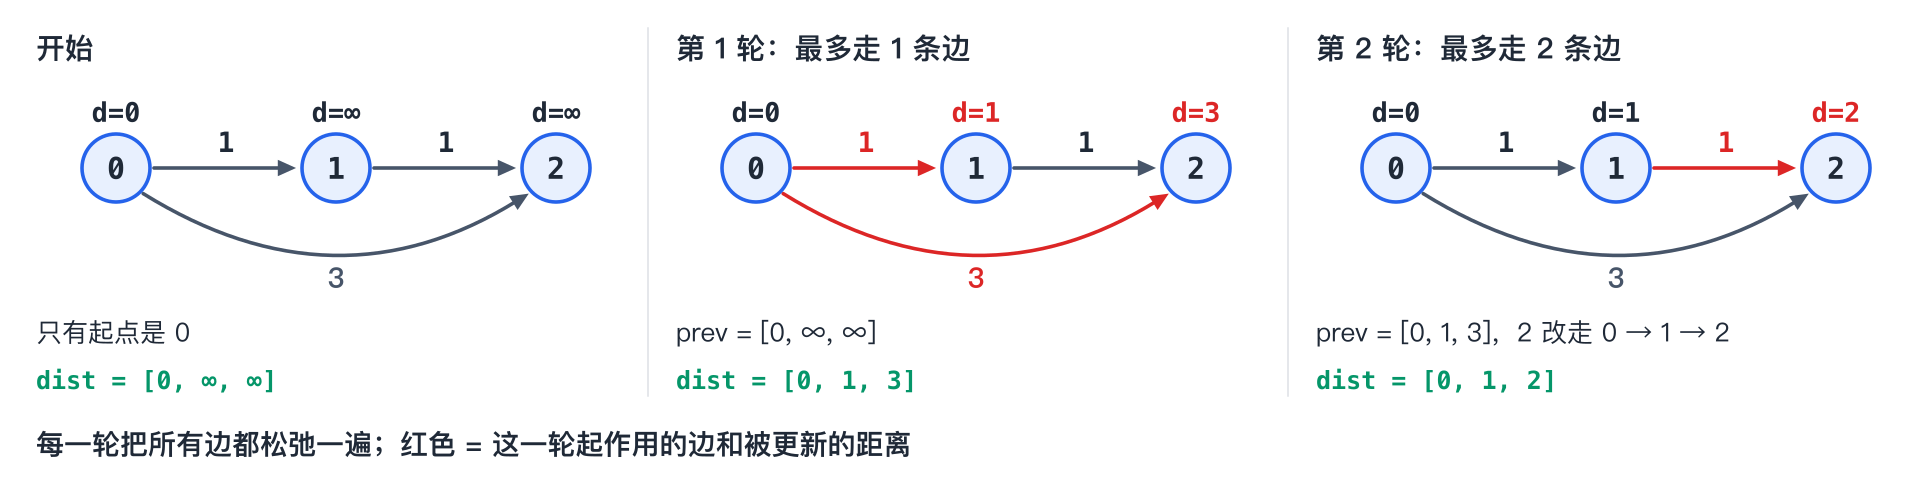 开始
d=0 d=∞ d=∞
1 1
0 1 2
3
只有起点是 0
dist = [0, ∞, ∞]
第 1 轮：最多走 1 条边
d=0 d=1 d=3
1 1
0 1 2
3
prev = [0, ∞, ∞]
dist = [0, 1, 3]
第 2 轮：最多走 2 条边
d=0 d=1 d=2
1 1
0 1 2
3
prev = [0, 1, 3]，2 改走 0 → 1 → 2
dist = [0, 1, 2]
每一轮把所有边都松弛一遍；红色 = 这一轮起作用的边和被更新的距离